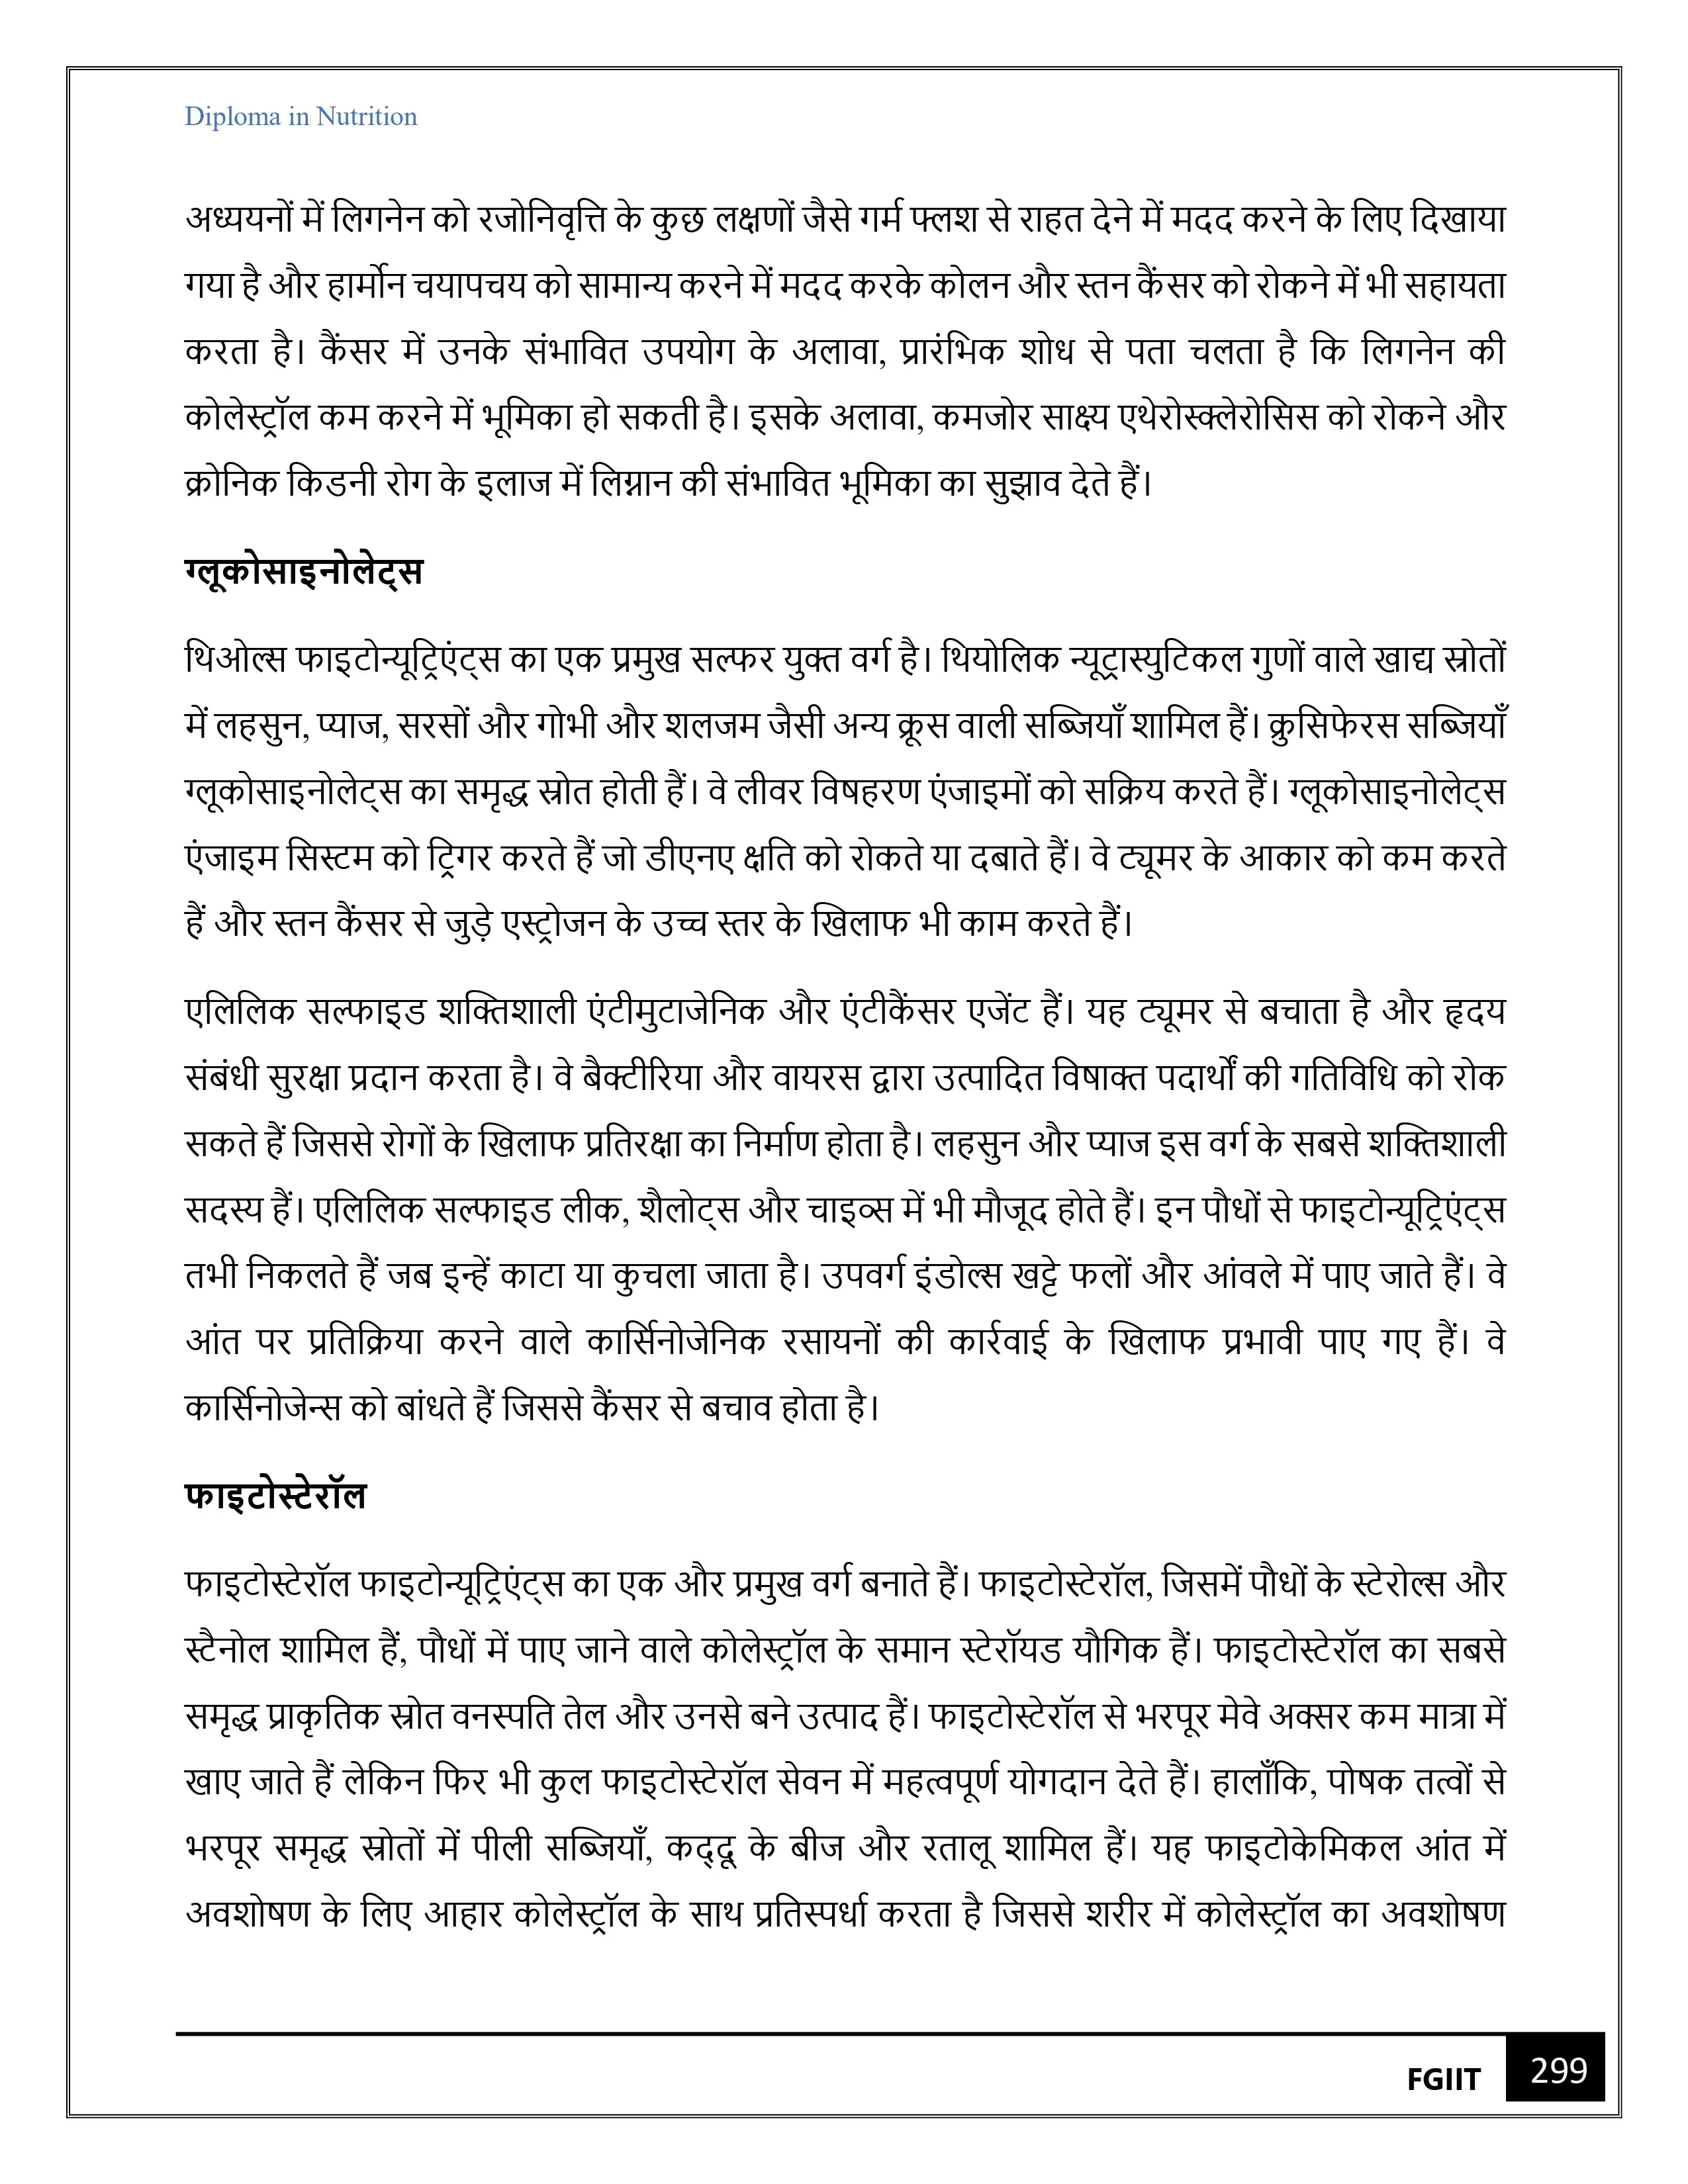 Diploma in Nutrition
अध्ययनों में लिगनेन को रजोनिवृत्ति के कुछ लक्षणों जैसे गर्म फ्लश से राहत देने में मदद करने के लिए दिखाया
गया है और हार्मोन चयापचय को सामान्य करने में मदद करके कोलन और स्तन कैंसर को रोकने में भी सहायता
करता है। कैंसर में उनके संभावित उपयोग के अलावा, प्रारंभिक शोध से पता चलता है कि लिगनेन की
कोलेस्ट्रॉल कम करने में भूमिका हो सकती है। इसके अलावा, कमजोर साक्ष्य एथेरोस्क्लेरोसिस को रोकने और
क्रोनिक किडनी रोग के इलाज में लिग्नान की संभावित भूमिका का सुझाव देते हैं।
ग्लूकोसाइनोलेट्स
थिओल्स फाइटोन्यूट्रिएंट्स का एक प्रमुख सल्फर युक्त वर्ग है। थियोलिक न्यूट्रास्युटिकल गुणों वाले खाद्य स्रोतों
में लहसुन, प्याज, सरसों और गोभी और शलजम जैसी अन्य क्रूस वाली सब्जियाँ शामिल हैं। क्रुसिफेरस सब्जियाँ
ग्लूकोसाइनोलेट्स का समृद्ध स्रोत होती हैं। वे लीवर विषहरण एंजाइमों को सक्रिय करते हैं। ग्लूकोसाइनोलेट्स
एंजाइम सिस्टम को ट्रिगर करते हैं जो डीएनए क्षति को रोकते या दबाते हैं। वे ट्यूमर के आकार को कम करते
हैं और स्तन कैंसर से जुड़े एस्ट्रोजन के उच्च स्तर के खिलाफ भी काम करते हैं।
एलिलिक सल्फाइड शक्तिशाली एंटीमुटाजेनिक और एंटीकैंसर एजेंट हैं। यह ट्यूमर से बचाता है और हृदय
संबंधी सुरक्षा प्रदान करता है। वे बैक्टीरिया और वायरस द्वारा उत्पादित विषाक्त पदार्थों की गतिविधि को रोक
सकते हैं जिससे रोगों के खिलाफ प्रतिरक्षा का निर्माण होता है। लहसुन और प्याज इस वर्ग के सबसे शक्तिशाली
सदस्य हैं। एलिलिक सल्फाइड लीक, शैलोट्स और चाइव्स में भी मौजूद होते हैं। इन पौधों से फाइटोन्यूट्रिएंट्स
तभी निकलते हैं जब इन्हें काटा या कुचला जाता है। उपवर्ग इंडोल्स खट्टे फलों और आंवले में पाए जाते हैं। वे
आंत पर प्रतिक्रिया करने वाले कार्सिनोजेनिक रसायनों की कार्रवाई के खिलाफ प्रभावी पाए गए हैं। वे
कार्सिनोजेन्स को बांधते हैं जिससे कैंसर से बचाव होता है।
फाइटोस्टेरॉल
फाइटोस्टेरॉल फाइटोन्यूट्रिएंट्स का एक और प्रमुख वर्ग बनाते हैं। फाइटोस्टेरॉल, जिसमें पौधों के स्टेरोल्स और
स्टैनोल शामिल हैं, पौधों में पाए जाने वाले कोलेस्ट्रॉल के समान स्टेरॉयड यौगिक हैं। फाइटोस्टेरॉल का सबसे
समृद्ध प्राकृतिक स्रोत वनस्पति तेल और उनसे बने उत्पाद हैं। फाइटोस्टेरॉल से भरपूर मेवे अक्सर कम मात्रा में
खाए जाते हैं लेकिन फिर भी कुल फाइटोस्टेरॉल सेवन में महत्वपूर्ण योगदान देते हैं। हालाँकि, पोषक तत्वों से
भरपूर समृद्ध स्रोतों में पीली सब्जियाँ, कद्दू के बीज और रतालू शामिल हैं। यह फाइटोकेमिकल आंत में
अवशोषण के लिए आहार कोलेस्ट्रॉल के साथ प्रतिस्पर्धा करता है जिससे शरीर में कोलेस्ट्रॉल का अवशोषण
FGIIT 299